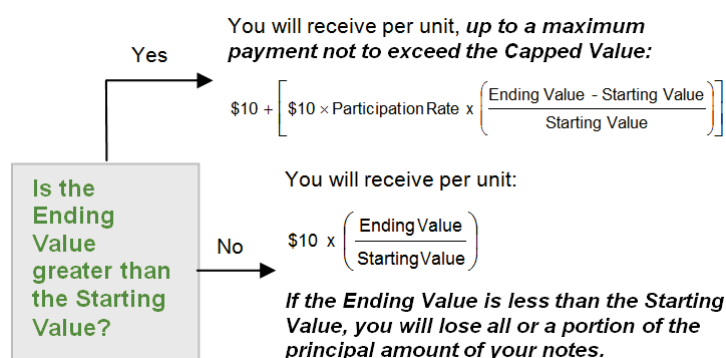 You will receive per unit, up to a maximum
payment not to exceed the Capped Value:
Yes
$10 + [ $10 × Participation Rate x ( Ending Value - Starting Value / Starting Value ) ]
Is the
Ending
Value
greater than
the Starting
Value?
No
You will receive per unit:
$10 x ( Ending Value / Starting Value )
If the Ending Value is less than the Starting
Value, you will lose all or a portion of the
principal amount of your notes.